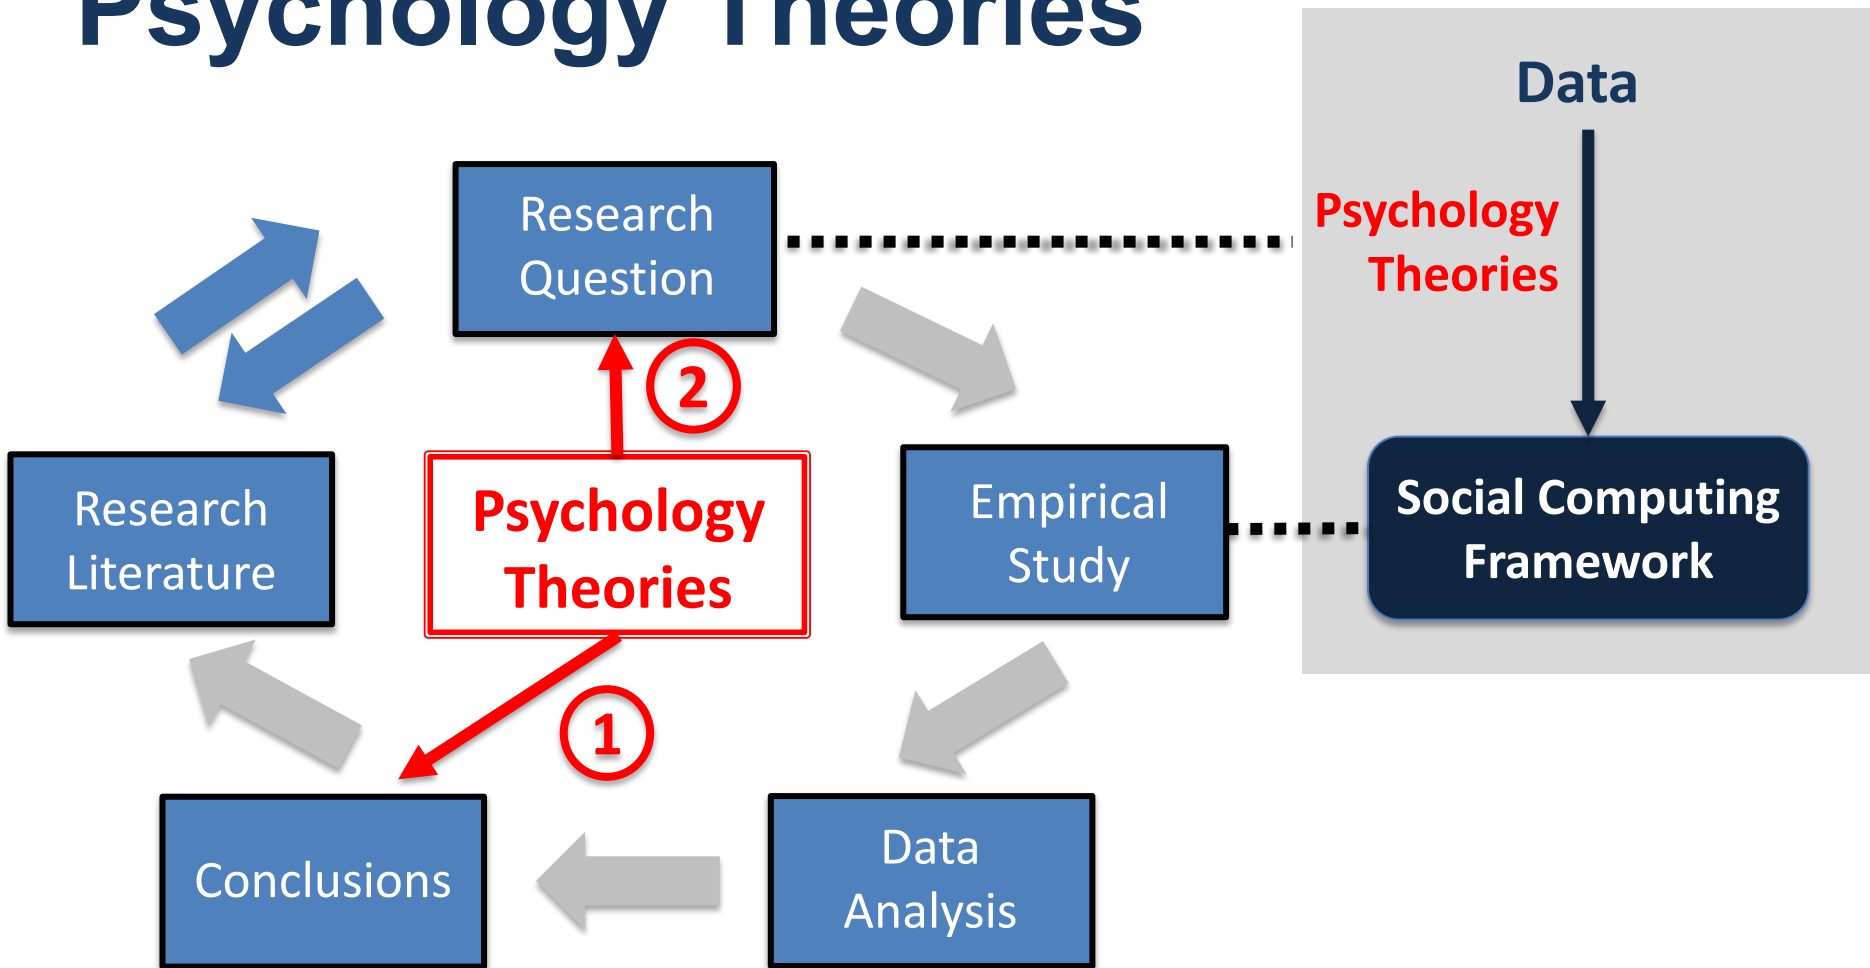 Psychology Theories
Data
Psychology
Theories
Research
Question
2
Research
Literature
Psychology
Theories
Empirical
Study
Social Computing
Framework
1
Conclusions
Data
Analysis